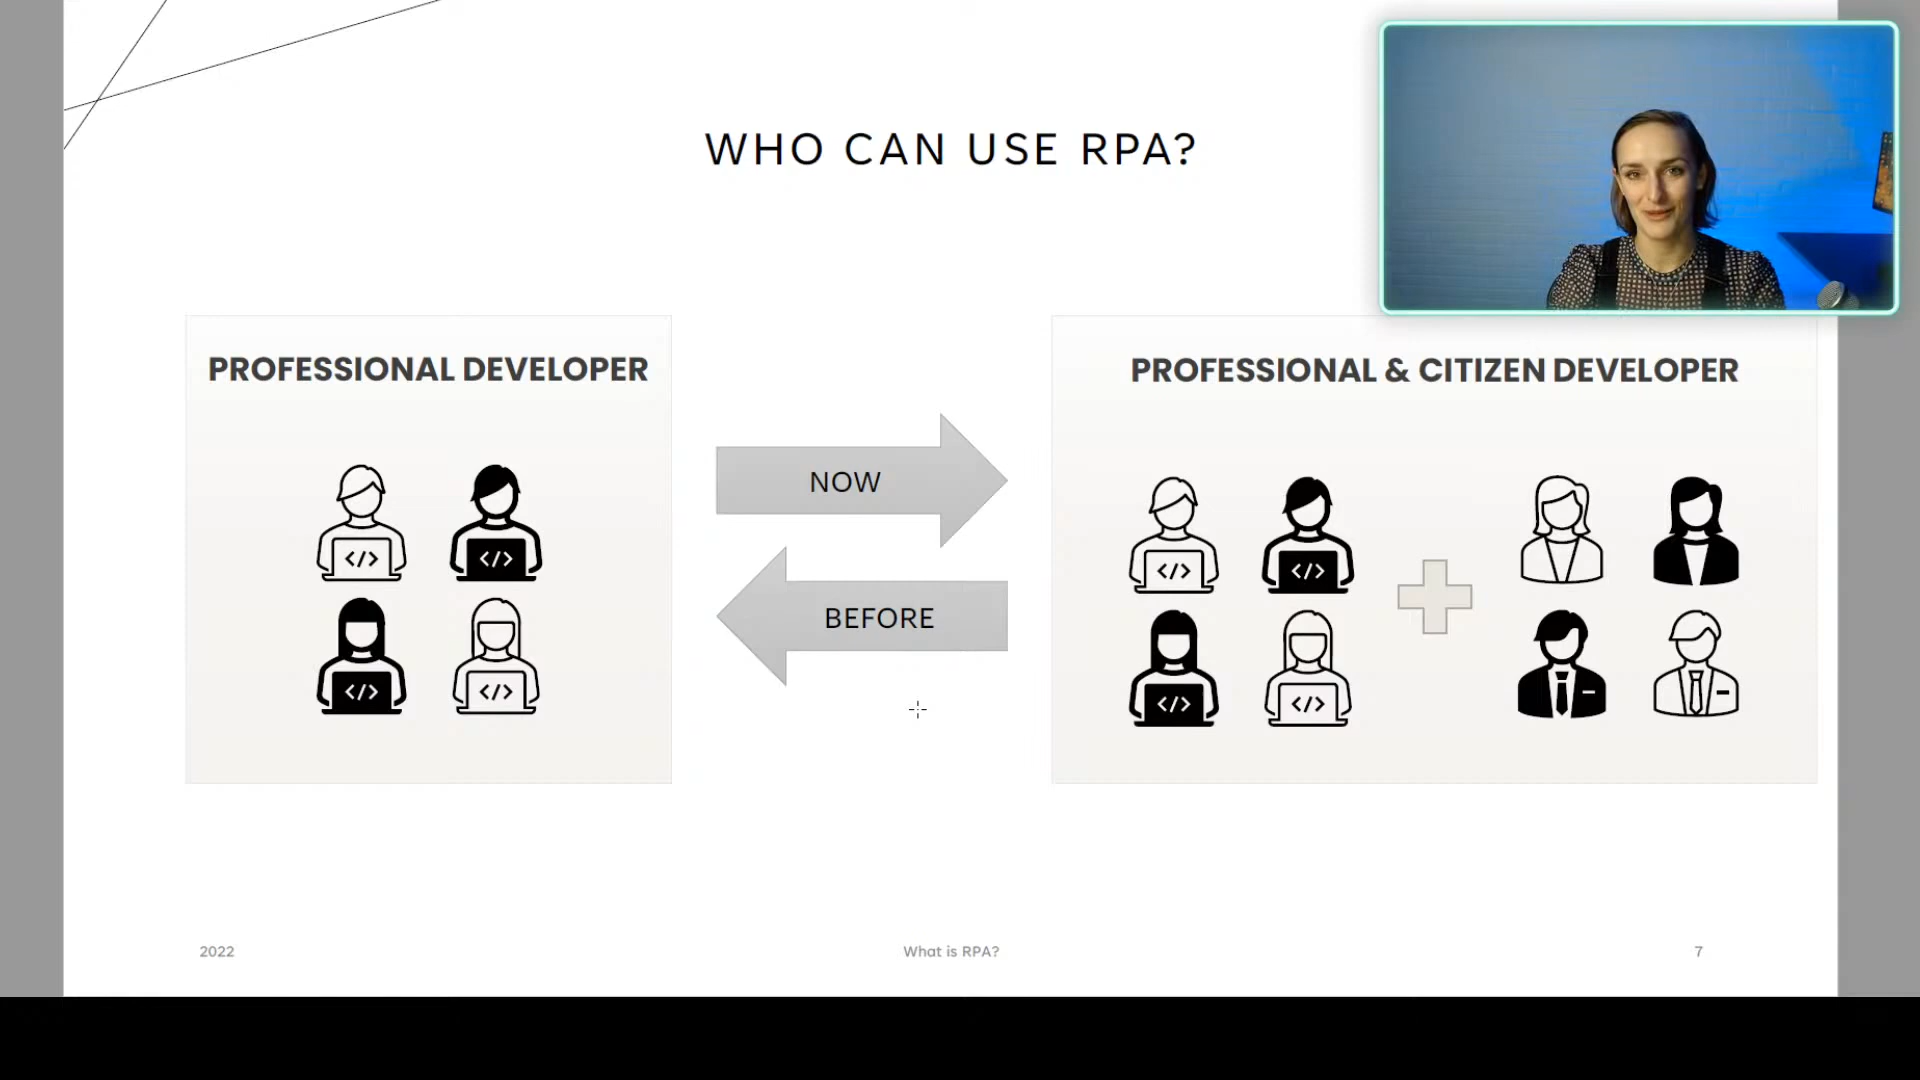 WHO CAN USE RPA?
PROFESSIONAL DEVELOPER
</>
</>
</>
</>
NOW
BEFORE
PROFESSIONAL & CITIZEN DEVELOPER
</>
</>
</>
</>
2022
What is RPA?
7